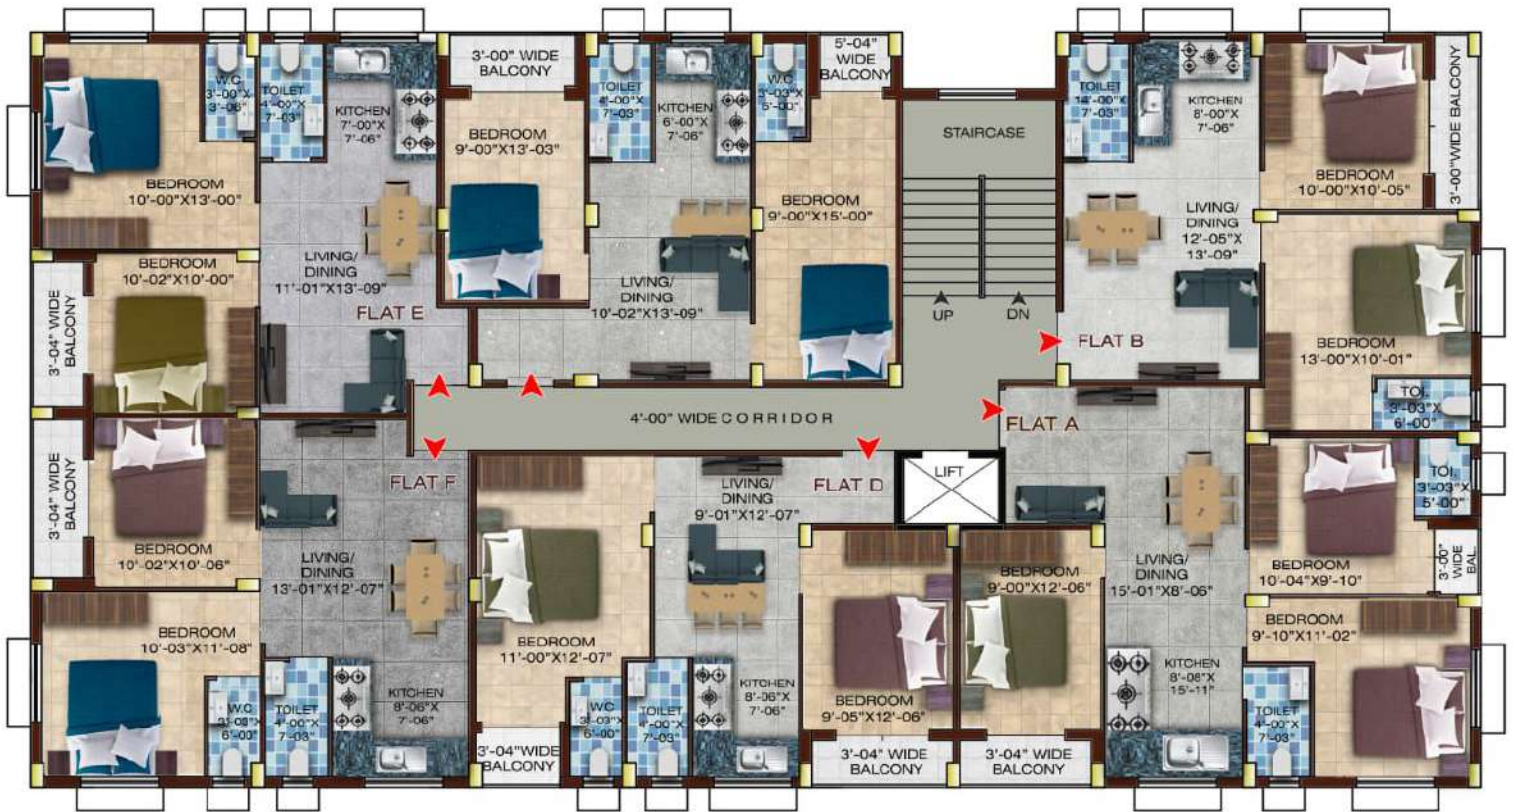 W.C
3'-00"X
3'-06"
TOILET
4'-00"X
7'-03"
KITCHEN
7'-00"X
7'-06"
3'-00" WIDE
BALCONY
BEDROOM
9'-00"X13'-03"
TOILET
4'-00"X
7'-03"
KITCHEN
6'-00"X
7'-06"
W.C
3'-03"X
5'-00"
5'-04"
WIDE
BALCONY
STAIRCASE
TOILET
14'-00"X
7'-03"
KITCHEN
8'-00"X
7'-06"
BEDROOM
10'-00"X10'-05"
3'-00"WIDE BALCONY
BEDROOM
10'-00"X13'-00"
BEDROOM
9'-00"X15'-00"
LIVING/
DINING
12'-05"X
13'-09"
BEDROOM
10'-02"X10'-00"
3'-04" WIDE
BALCONY
LIVING/
DINING
11'-01"X13'-09"
FLAT E
LIVING/
DINING
10'-02"X13'-09"
UP
DN
FLAT B
BEDROOM
13'-00"X10'-01"
TOI.
3'-03"X
6'-00"
4'-00" WIDE CORRIDOR
FLAT A
3'-04" WIDE
BALCONY
FLAT F
LIVING/
DINING
9'-01"X12'-07"
FLAT D
LIFT
TOI.
3'-03"X
5'-00"
BEDROOM
10'-02"X10'-06"
LIVING/
DINING
13'-01"X12'-07"
BEDROOM
9'-00"X12'-06"
LIVING/
DINING
15'-01"X8'-06"
BEDROOM
10'-04"X9'-10"
3'-00"
WIDE
BAL.
BEDROOM
10'-03"X11'-08"
BEDROOM
11'-00"X12'-07"
BEDROOM
9'-10"X11'-02"
W.C
3'-03"X
6'-00"
TOILET
4'-00"X
7'-03"
KITCHEN
8'-06"X
7'-06"
W.C
3'-03"X
6'-00"
TOILET
4'-00"X
7'-03"
KITCHEN
8'-06"X
7'-06"
BEDROOM
9'-05"X12'-06"
KITCHEN
8'-08"X
15'-11"
TOILET
4'-00"X
7'-03"
3'-04"WIDE
BALCONY
3'-04" WIDE
BALCONY
3'-04" WIDE
BALCONY